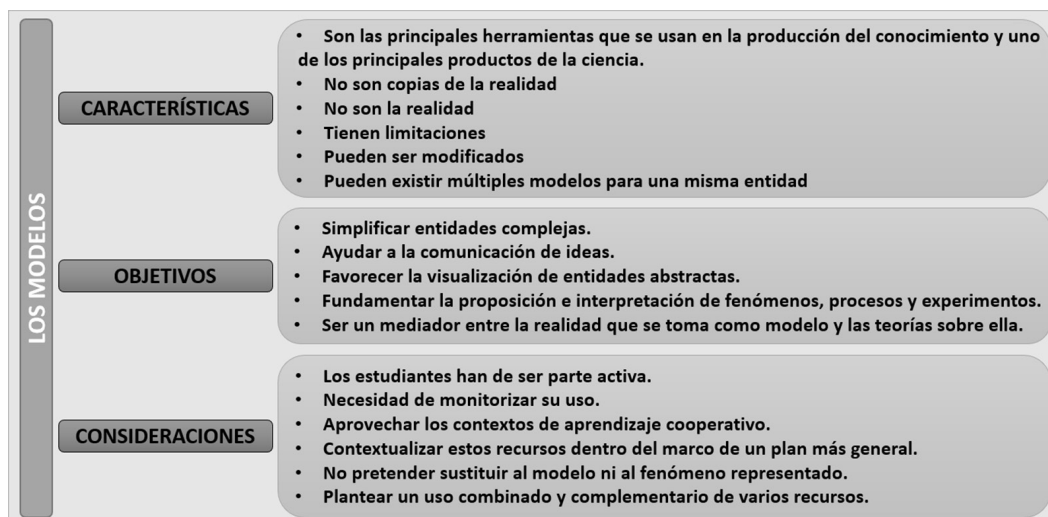 LOS MODELOS
CARACTERÍSTICAS
• Son las principales herramientas que se usan en la producción del conocimiento y uno
de los principales productos de la ciencia.
• No son copias de la realidad
• No son la realidad
• Tienen limitaciones
• Pueden ser modificados
• Pueden existir múltiples modelos para una misma entidad
OBJETIVOS
• Simplificar entidades complejas.
• Ayudar a la comunicación de ideas.
• Favorecer la visualización de entidades abstractas.
• Fundamentar la proposición e interpretación de fenómenos, procesos y experimentos.
• Ser un mediador entre la realidad que se toma como modelo y las teorías sobre ella.
CONSIDERACIONES
• Los estudiantes han de ser parte activa.
• Necesidad de monitorizar su uso.
• Aprovechar los contextos de aprendizaje cooperativo.
• Contextualizar estos recursos dentro del marco de un plan más general.
• No pretender sustituir al modelo ni al fenómeno representado.
• Plantear un uso combinado y complementario de varios recursos.